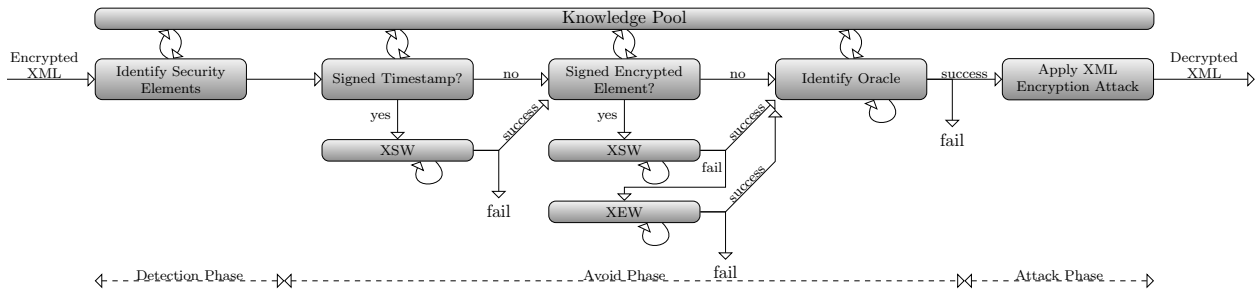 Knowledge Pool
Encrypted
XML
Identify Security
Elements
Signed Timestamp?
no
Signed Encrypted
Element?
no
Identify Oracle
success
Apply XML
Encryption Attack
Decrypted
XML
yes
success
yes
success
fail
XSW
XSW
fail
success
fail
XEW
fail
Detection Phase
Avoid Phase
Attack Phase